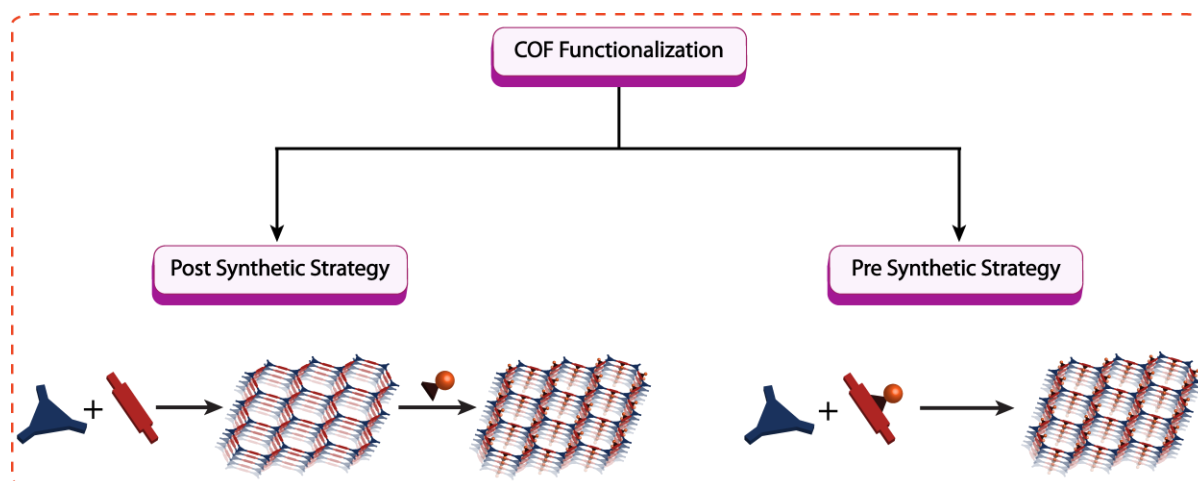 COF Functionalization
Post Synthetic Strategy
Pre Synthetic Strategy
+
+